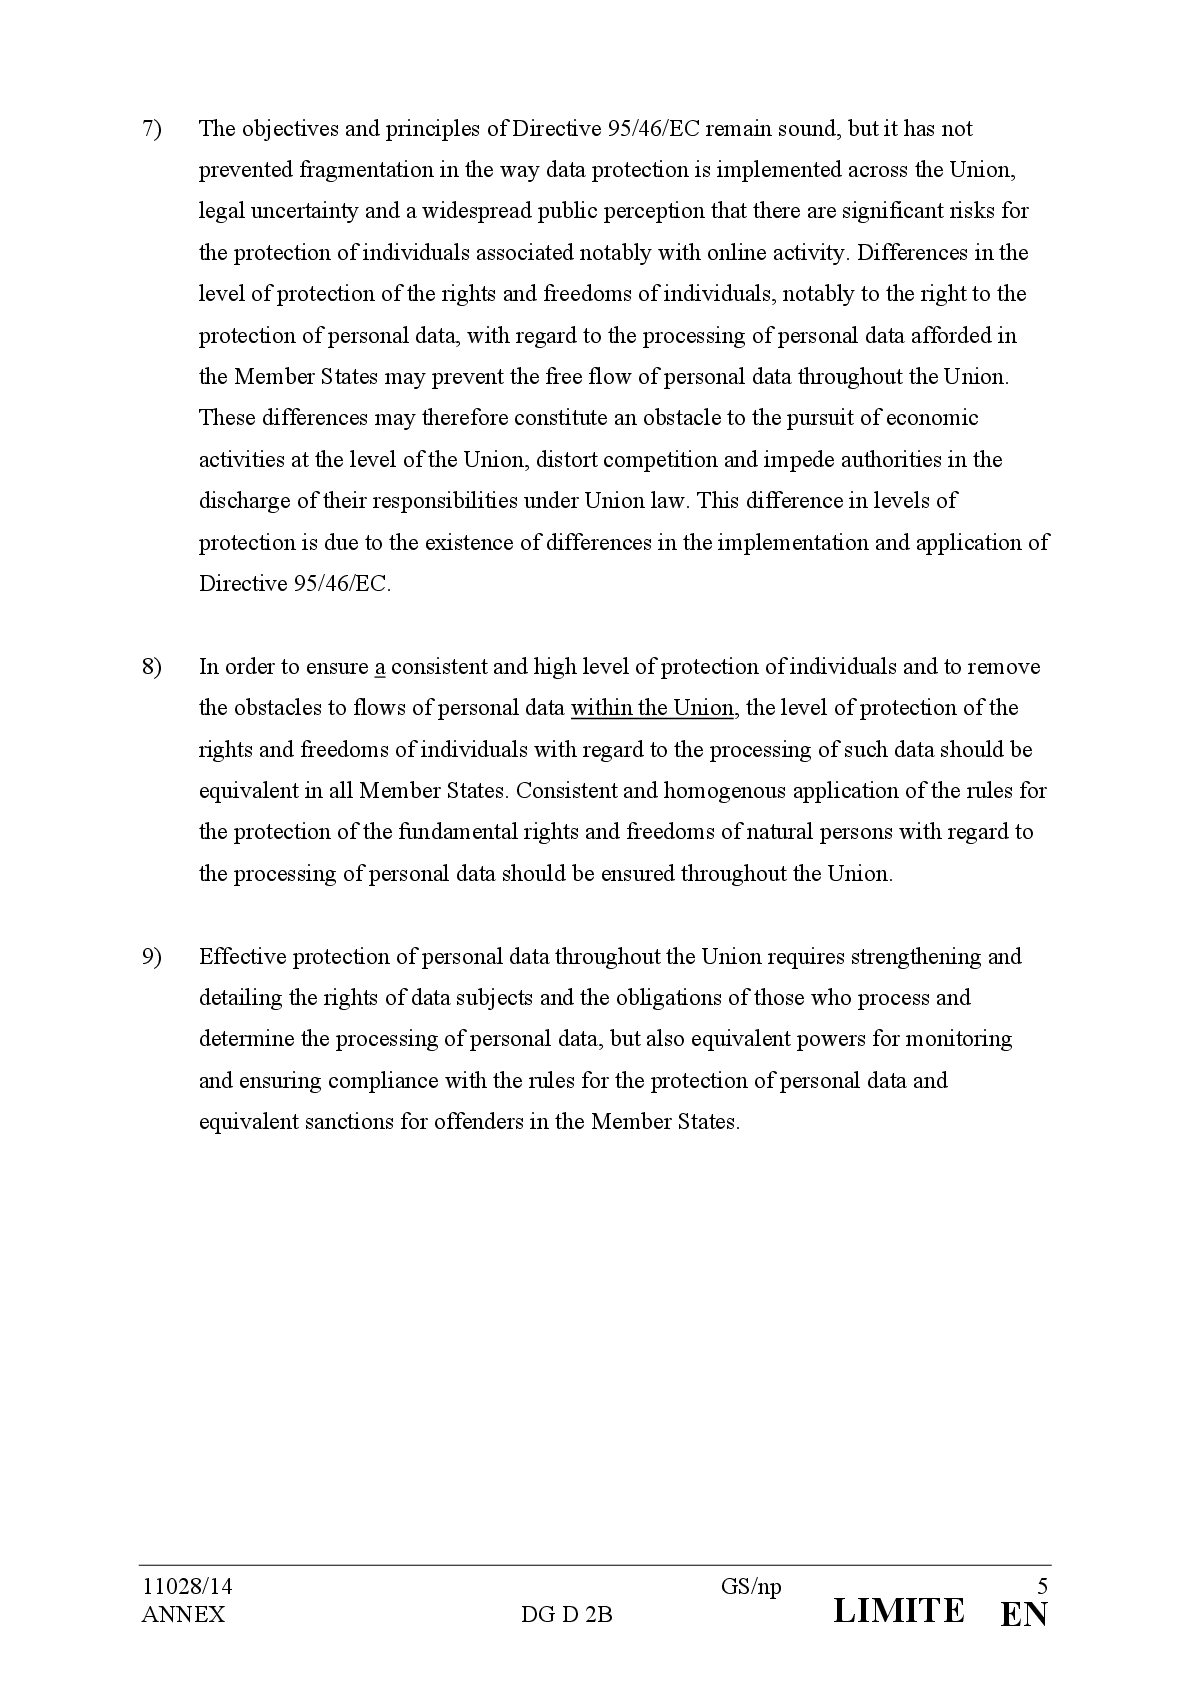 7) The objectives and principles of Directive 95/46/EC remain sound, but it has not
prevented fragmentation in the way data protection is implemented across the Union,
legal uncertainty and a widespread public perception that there are significant risks for
the protection of individuals associated notably with online activity. Differences in the
level of protection of the rights and freedoms of individuals, notably to the right to the
protection of personal data, with regard to the processing of personal data afforded in
the Member States may prevent the free flow of personal data throughout the Union.
These differences may therefore constitute an obstacle to the pursuit of economic
activities at the level of the Union, distort competition and impede authorities in the
discharge of their responsibilities under Union law. This difference in levels of
protection is due to the existence of differences in the implementation and application of
Directive 95/46/EC.
8) In order to ensure a consistent and high level of protection of individuals and to remove
the obstacles to flows of personal data within the Union, the level of protection of the
rights and freedoms of individuals with regard to the processing of such data should be
equivalent in all Member States. Consistent and homogenous application of the rules for
the protection of the fundamental rights and freedoms of natural persons with regard to
the processing of personal data should be ensured throughout the Union.
9) Effective protection of personal data throughout the Union requires strengthening and
detailing the rights of data subjects and the obligations of those who process and
determine the processing of personal data, but also equivalent powers for monitoring
and ensuring compliance with the rules for the protection of personal data and
equivalent sanctions for offenders in the Member States.
11028/14 GS/np 5
ANNEX DG D 2B LIMITE EN